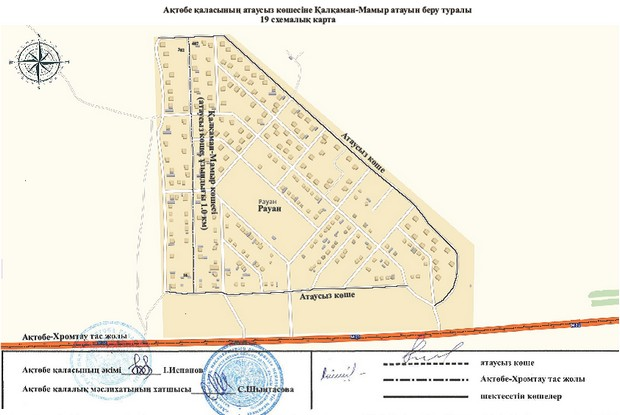 Ақтөбе қаласының атаусыз көшесіне Қалқаман-Мамыр атауын беру туралы
19 схемалық карта
Атаусыз көше
Қалқаман-Мамыр көшесі
(атаусыз көше, ұзындығы 1,0 км)
Рауан
Рауан
Атаусыз көше
Ақтөбе-Хромтау тас жолы
Ақтөбе қаласының әкімі І.Испанов
Ақтөбе қалалық мәслихатының хатшысы С.Шынтасова
атаусыз көше
Ақтөбе-Хромтау тас жолы
шектесетін көшелер